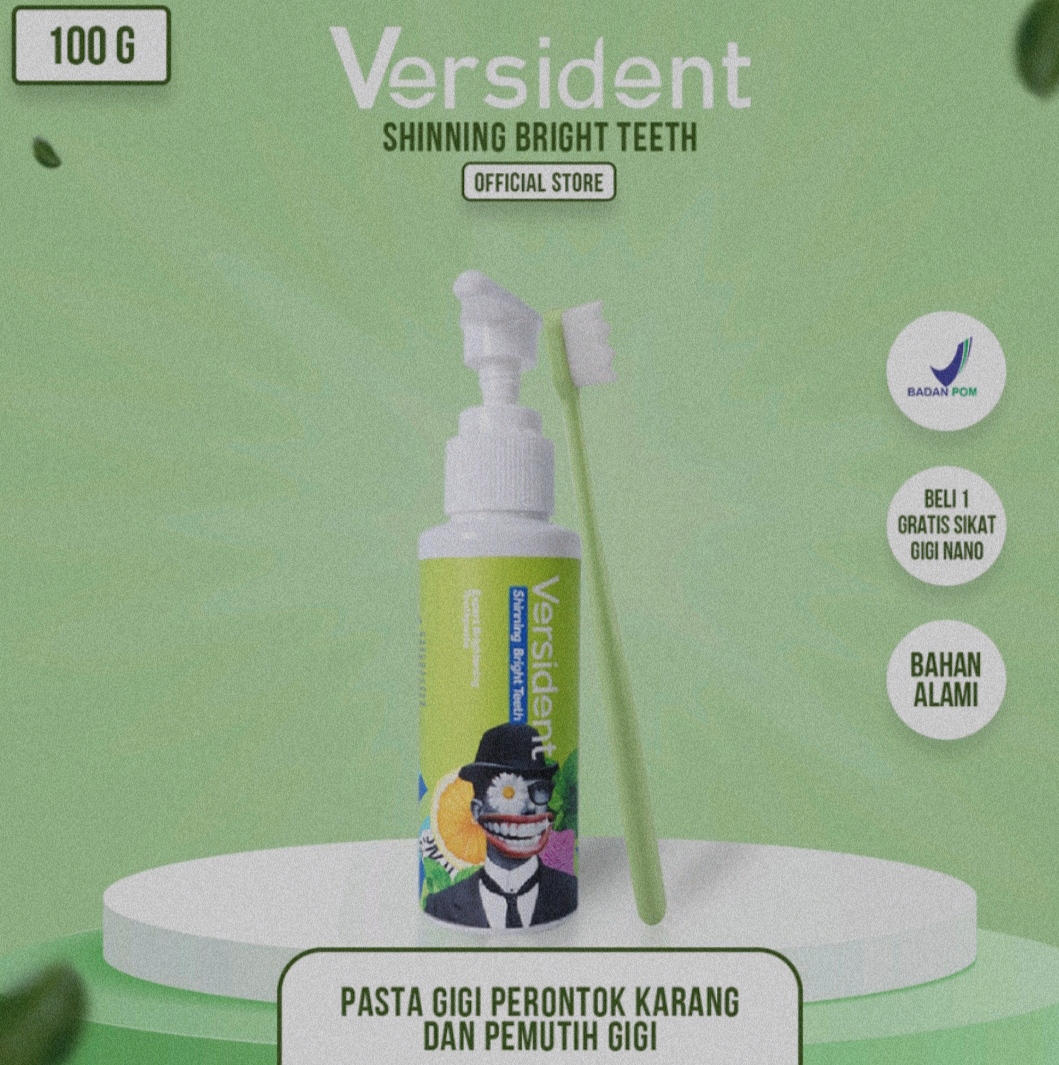 100 G
Versident
SHINNING BRIGHT TEETH
OFFICIAL STORE
BADAN POM
BELI 1
GRATIS SIKAT
GIGI NANO
BAHAN
ALAMI
Versident
Shinning Bright Teeth
PASTA GIGI PERONTOK KARANG
DAN PEMUTIH GIGI